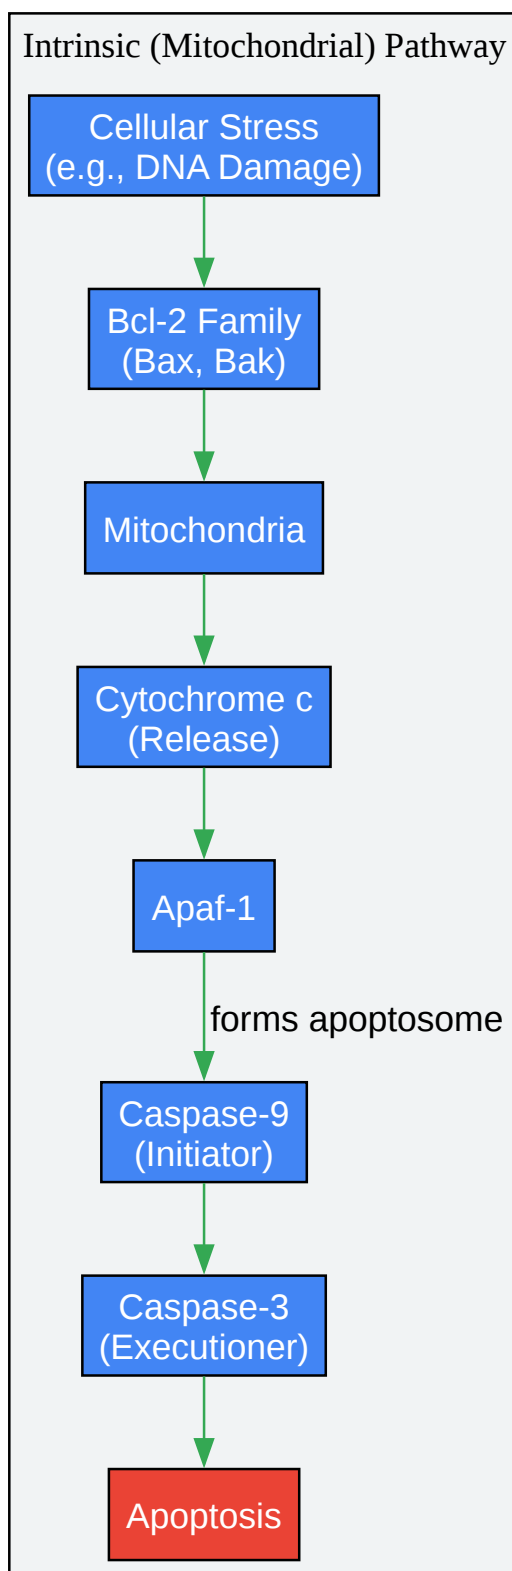 Intrinsic (Mitochondrial) Pathway
Cellular Stress
(e.g., DNA Damage)
Bcl-2 Family
(Bax, Bak)
Mitochondria
Cytochrome c
(Release)
Apaf-1
forms apoptosome
Caspase-9
(Initiator)
Caspase-3
(Executioner)
Apoptosis